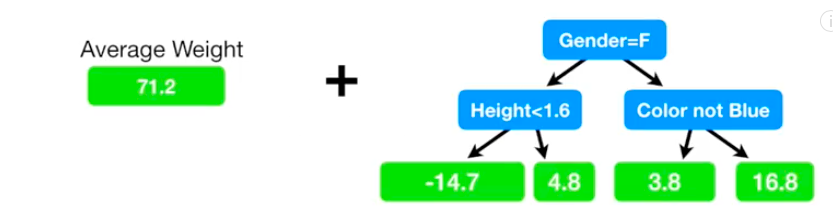 Average Weight
71.2
+
Gender=F
Height<1.6
Color not Blue
-14.7
4.8
3.8
16.8